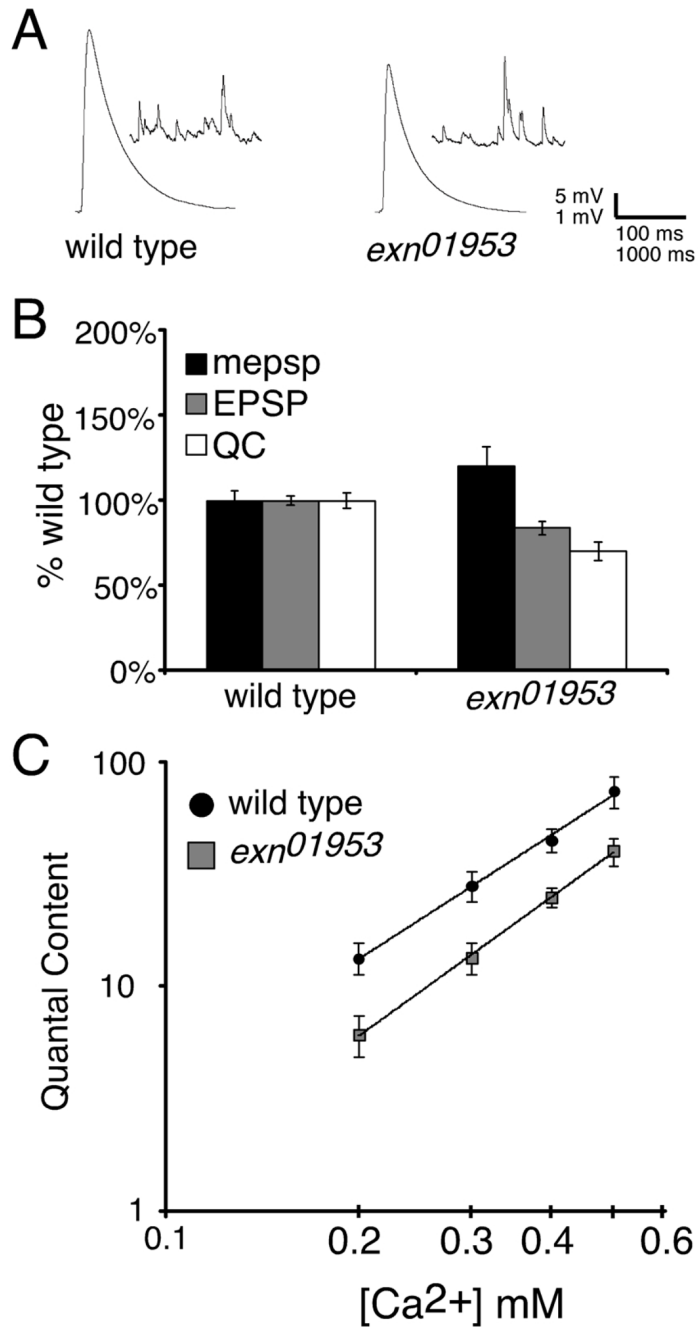 A
5 mV
1 mV
100 ms
1000 ms
wild type
exn01953
B
200%
150%
100%
50%
0%
% wild type
mepsp
EPSP
QC
wild type
exn01953
C
100
10
1
Quantal Content
wild type
exn01953
0.1
0.2
0.3
0.4
0.6
[Ca2+] mM